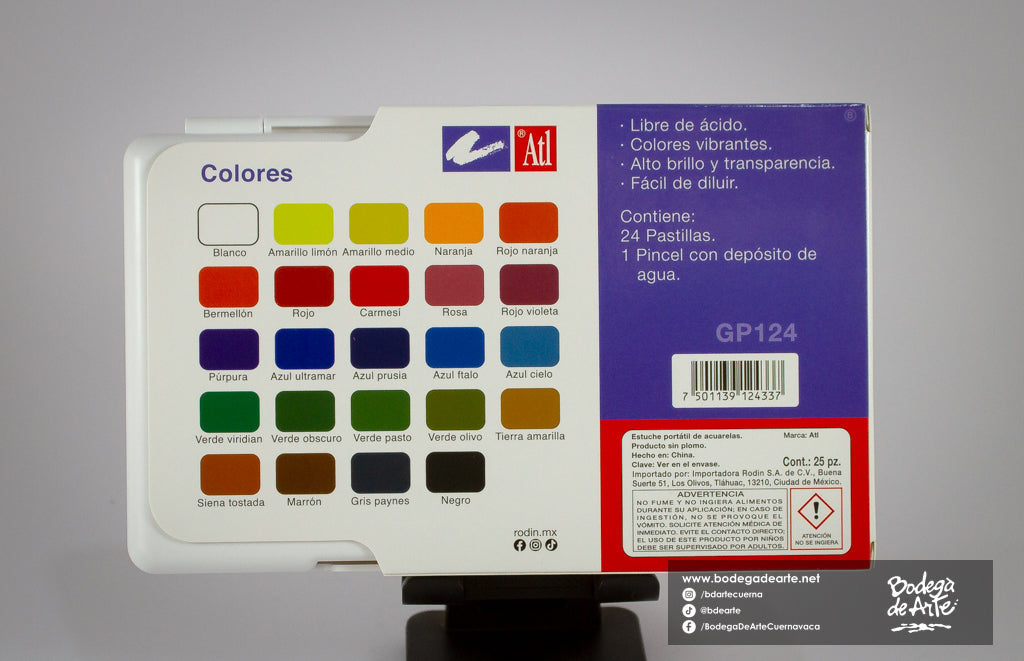 Colores
® Atl
Blanco
Amarillo limón
Amarillo medio
Naranja
Rojo naranja
Bermellón
Rojo
Carmesí
Rosa
Rojo violeta
Púrpura
Azul ultramar
Azul prusia
Azul ftalo
Azul cielo
Verde viridian
Verde obscuro
Verde pasto
Verde olivo
Tierra amarilla
Siena tostada
Marrón
Gris paynes
Negro
rodin.mx
· Libre de ácido.
· Colores vibrantes.
· Alto brillo y transparencia.
· Fácil de diluir.
Contiene:
24 Pastillas.
1 Pincel con depósito de
agua.
GP124
7 501139 124337
Estuche portátil de acuarelas. Marca: Atl
Producto sin plomo.
Hecho en: China.
Clave: Ver en el envase. Cont.: 25 pz.
Importado por: Importadora Rodin S.A. de C.V., Buena
Suerte 51, Los Olivos, Tláhuac, 13210, Ciudad de México.
ADVERTENCIA
NO FUME Y NO INGIERA ALIMENTOS
DURANTE SU APLICACIÓN; EN CASO DE
INGESTIÓN, NO SE PROVOQUE EL
VÓMITO. SOLICITE ATENCIÓN MÉDICA DE
INMEDIATO. EVITE EL CONTACTO DIRECTO;
EL USO DE ESTE PRODUCTO POR NIÑOS
DEBE SER SUPERVISADO POR ADULTOS.
!
ATENCIÓN
NO SE INGIERA
www.bodegadearte.net
/bdartecuerna
@bdearte
/BodegaDeArteCuernavaca
Bodega
de Arte